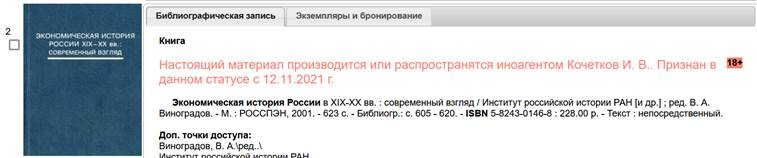 Библиографическая запись
Экземпляры и бронирование
2
ЭКОНОМИЧЕСКАЯ ИСТОРИЯ
РОССИИ XIX–XX вв.:
СОВРЕМЕННЫЙ ВЗГЛЯД
Книга
Настоящий материал производится или распространятся иноагентом Кочетков И. В.. Признан в
данном статусе с 12.11.2021 г.
18+
Экономическая история России в XIX-XX вв. : современный взгляд / Институт российской истории РАН [и др.] ; ред. В. А.
Виноградов. - М. : РОССПЭН, 2001. - 623 с. - Библиогр.: с. 605 - 620. - ISBN 5-8243-0146-8 : 228.00 р. - Текст : непосредственный.
Доп. точки доступа:
Виноградов, В. А.\ред..\
Институт российской истории РАН